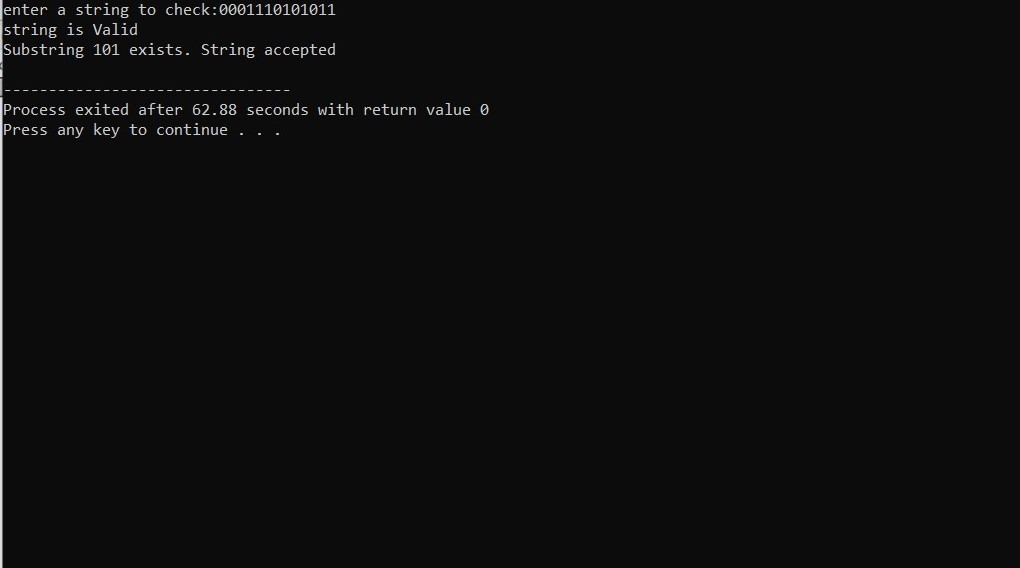 enter a string to check:0001110101011
string is Valid
Substring 101 exists. String accepted
--------------------------------
Process exited after 62.88 seconds with return value 0
Press any key to continue . . .